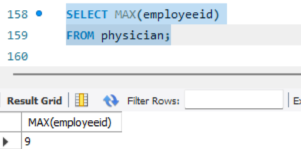 158 SELECT MAX(employeeid)
159 FROM physician;
160
Result Grid Filter Rows:
MAX(employeeid)
9